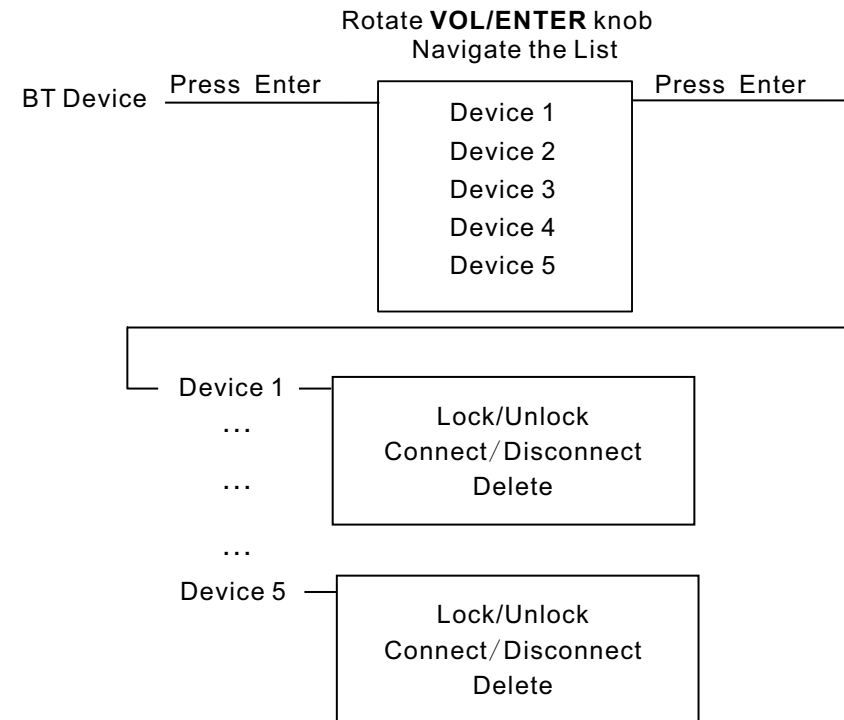 Rotate VOL/ENTER knob
Navigate the List
BT Device
Press Enter
Device 1
Device 2
Device 3
Device 4
Device 5
Press Enter
Device 1
...
...
...
Device 5
Lock/Unlock
Connect/Disconnect
Delete
Lock/Unlock
Connect/Disconnect
Delete